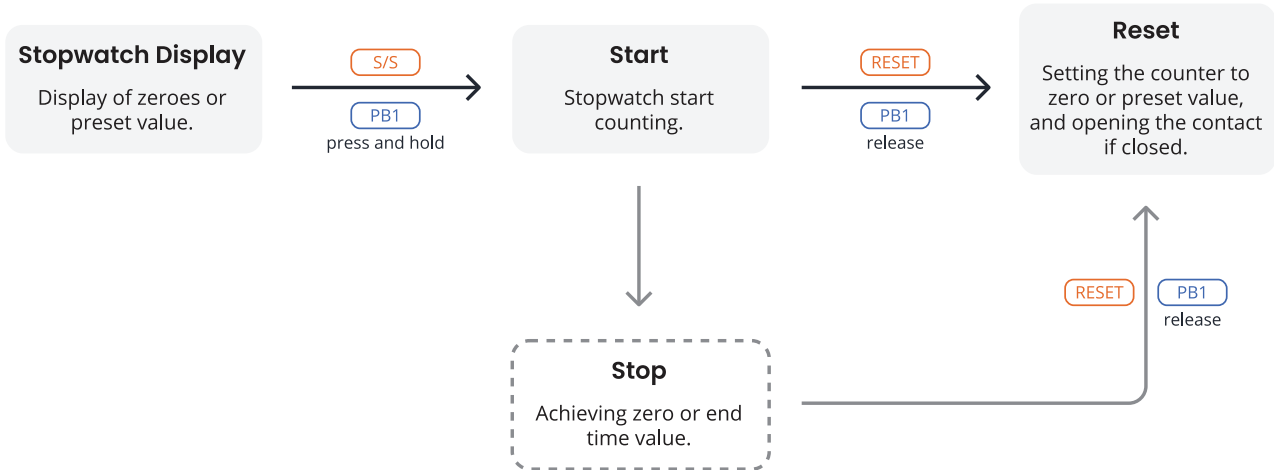 Stopwatch Display
Display of zeroes or
preset value.
S/S
PB1
press and hold
Start
Stopwatch start
counting.
RESET
PB1
release
Reset
Setting the counter to
zero or preset value,
and opening the contact
if closed.
RESET
PB1
release
Stop
Achieving zero or end
time value.